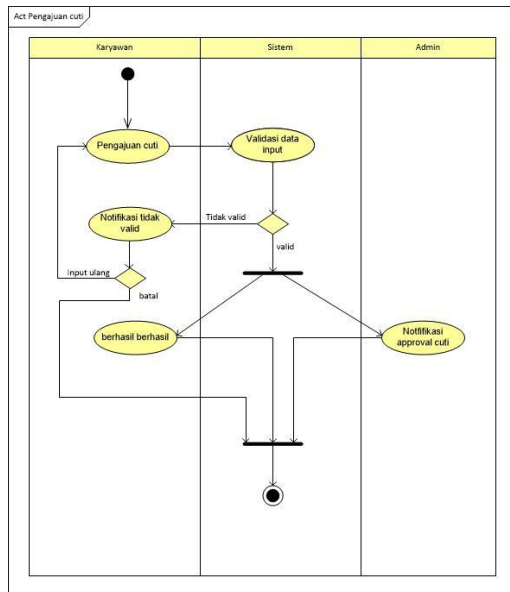 Act Pengajuan cuti
Karyawan
Sistem
Admin
Pengajuan cuti
Validasi data
input
Notifikasi tidak
valid
Tidak valid
valid
Input ulang
batal
berhasil berhasil
Notfifikasi
approval cuti